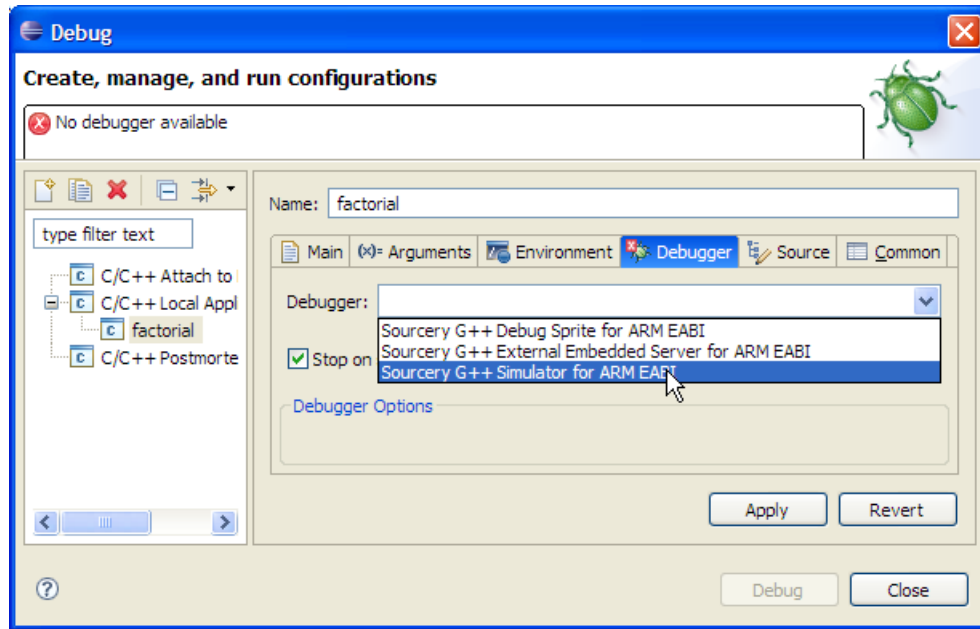 Debug
Create, manage, and run configurations
No debugger available
type filter text
C/C++ Attach to
C/C++ Local Appl
factorial
C/C++ Postmorte
Name: factorial
Main (x)= Arguments Environment Debugger Source Common
Debugger:
Sourcery G++ Debug Sprite for ARM EABI
Sourcery G++ External Embedded Server for ARM EABI
Sourcery G++ Simulator for ARM EABI
Stop on
Debugger Options
Apply Revert
Debug Close